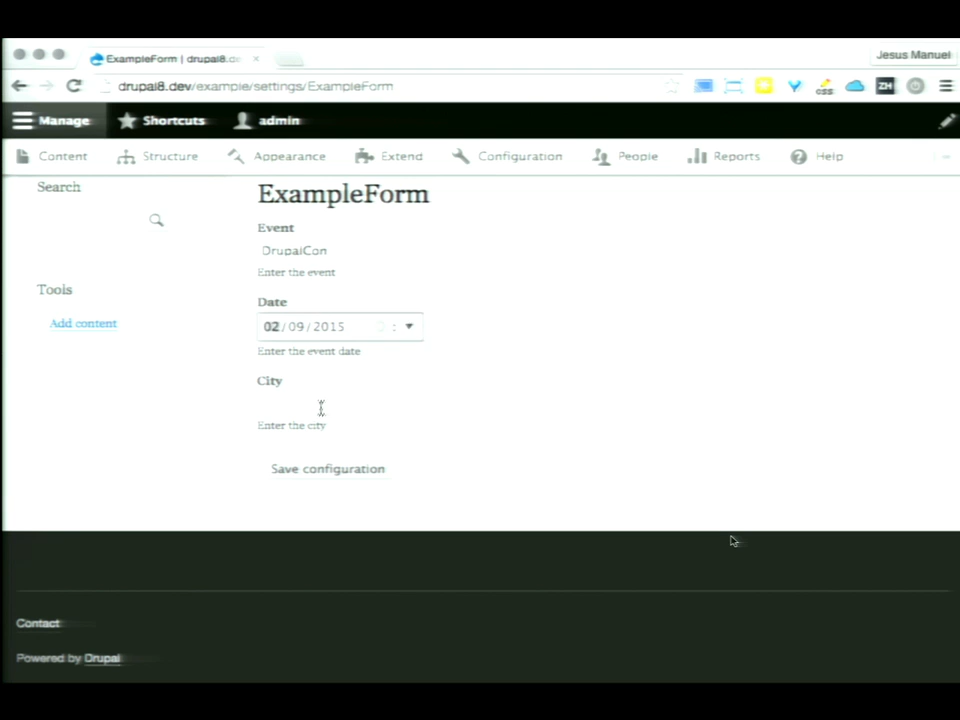 ExampleForm | drupal8.de
Jesus Manuel
drupal8.dev/example/settings/ExampleForm
ZH
Manage Shortcuts admin
Content Structure Appearance Extend Configuration People Reports Help
Search
ExampleForm
Event
DrupalCon
Enter the event
Tools
Date
Add content
02/09/2015
Enter the event date
City
Enter the city
Save configuration
Contact
Powered by Drupal